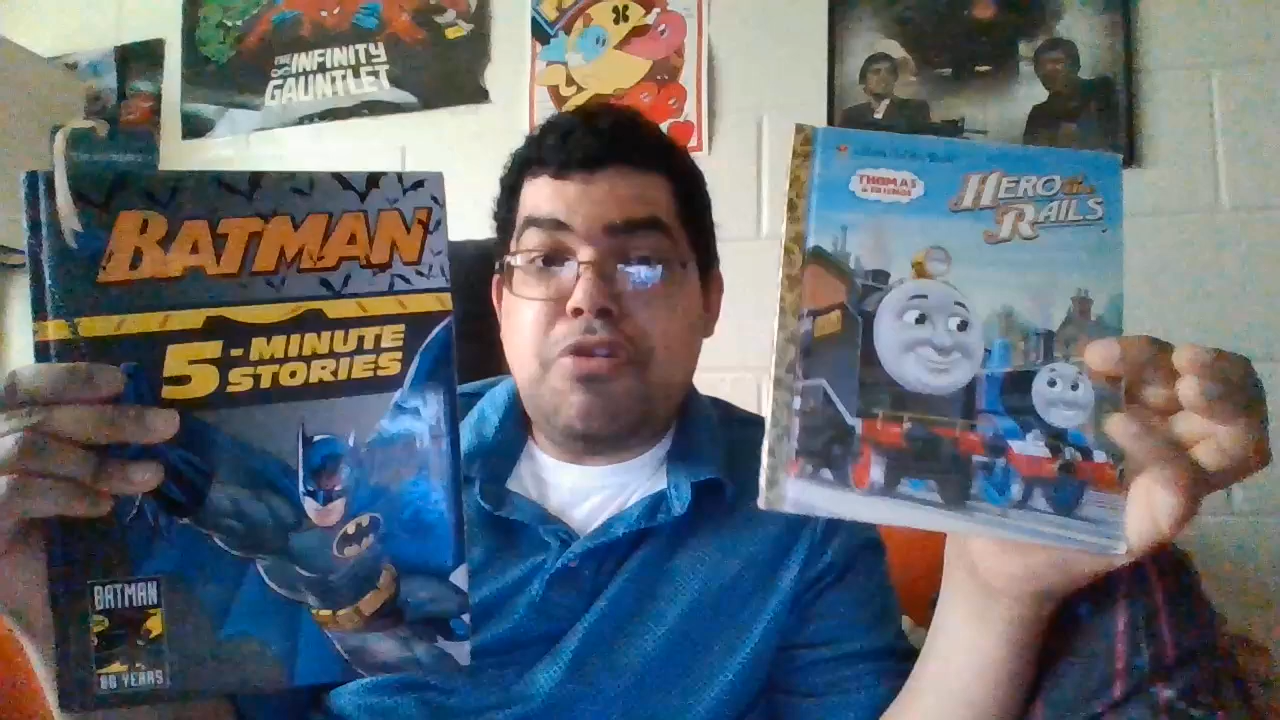 THE
INFINITY
GAUNTLET
BATMAN
5-MINUTE
STORIES
BATMAN
80 YEARS
THOMAS
& FRIENDS
HERO of the
RAILS